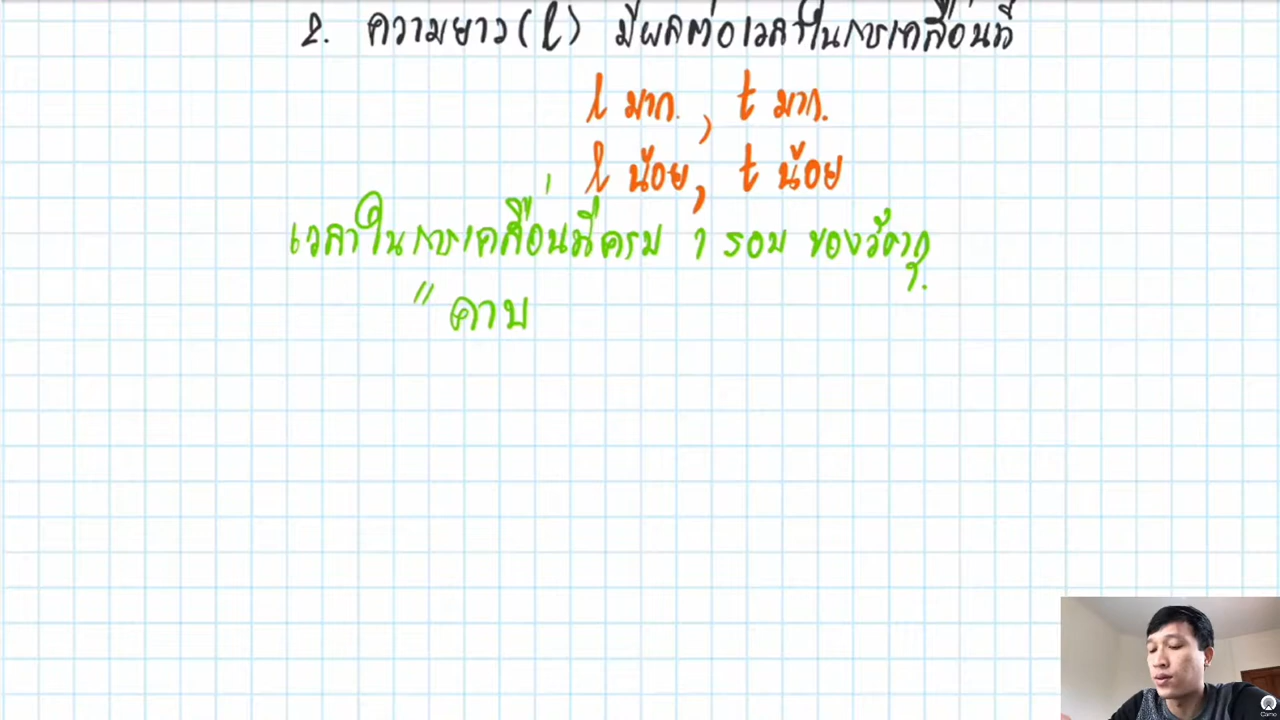 2. ความยาว (l) มีผลต่อเวลาในการเคลื่อนที่
l มาก. , t มาก.
l น้อย, t น้อย
เวลาในการเคลื่อนที่ครบ 1 รอบ ของวัตถุ.
" คาบ
Camo